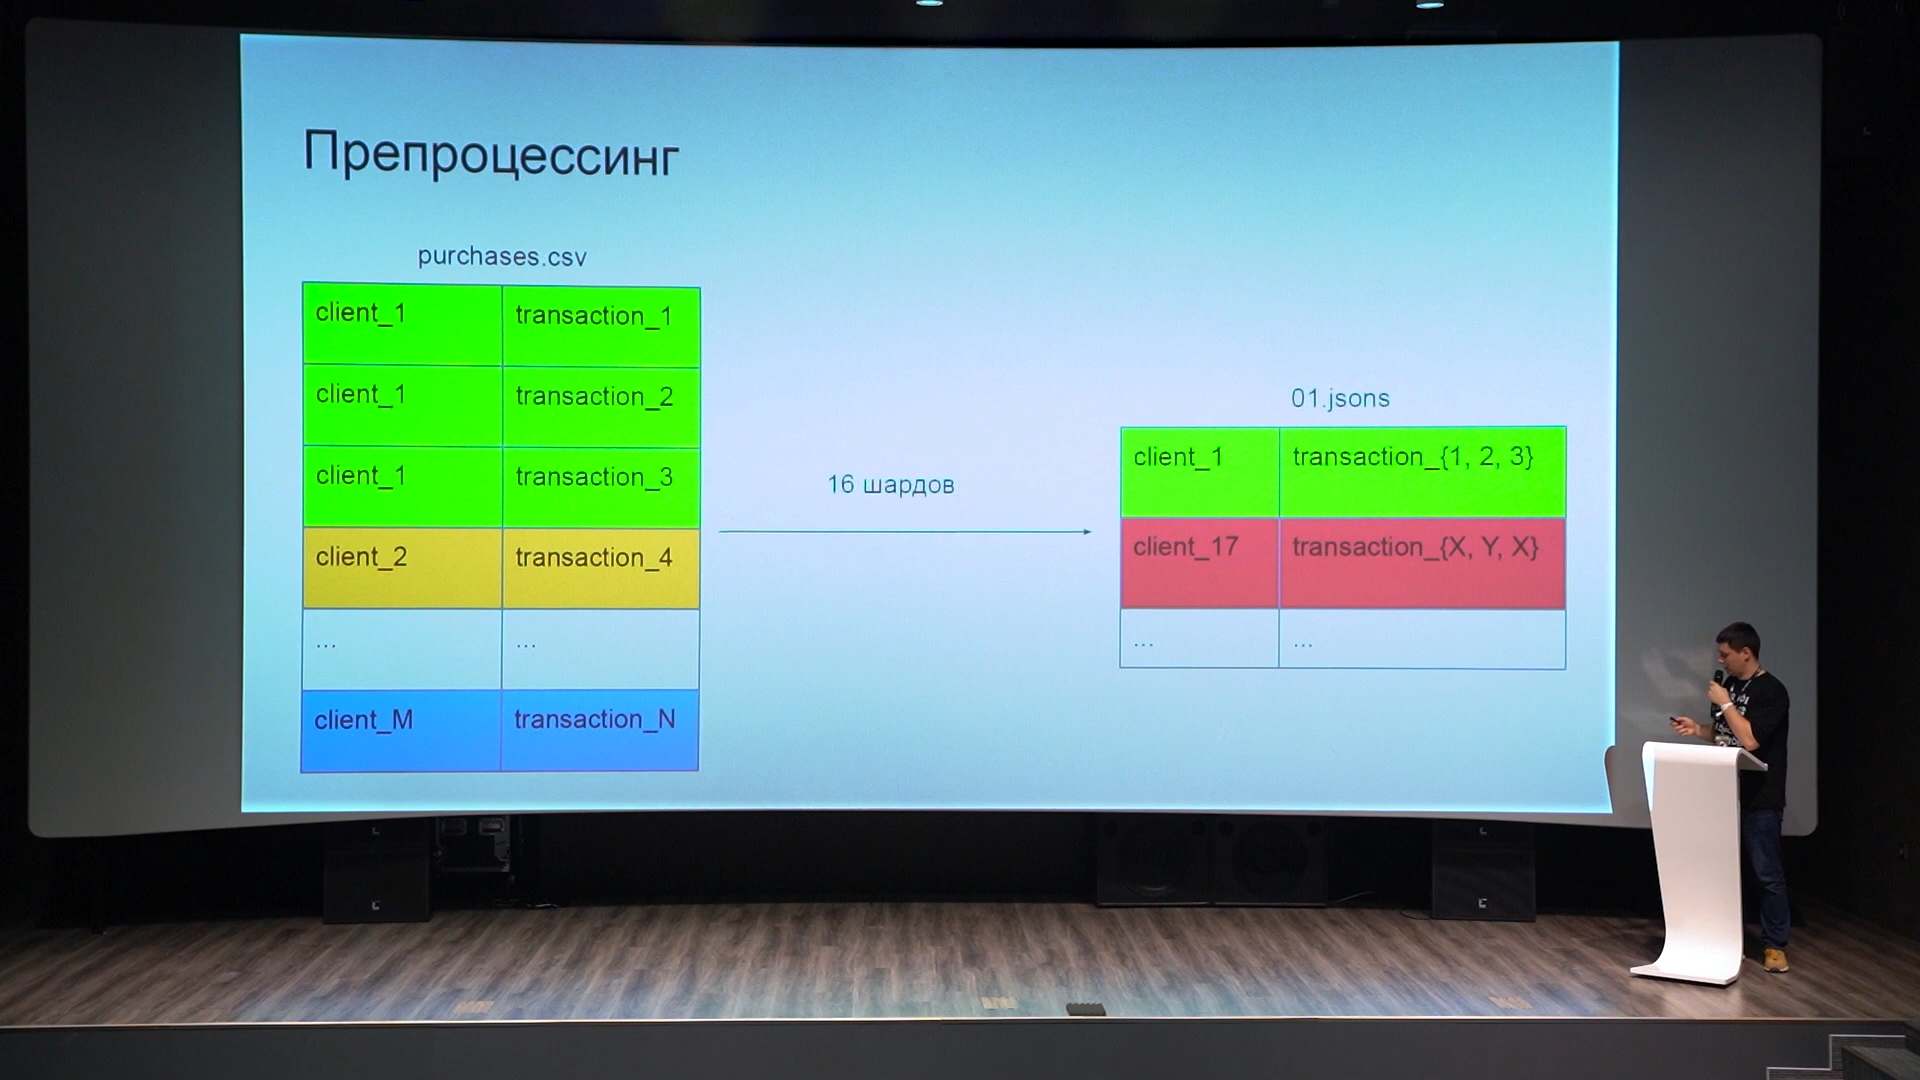 Препроцессинг
purchases.csv
client_1 transaction_1
client_1 transaction_2
client_1 transaction_3
client_2 transaction_4
... ...
client_M transaction_N
16 шардов
01.jsons
client_1 transaction_{1, 2, 3}
client_17 transaction_{X, Y, X}
... ...